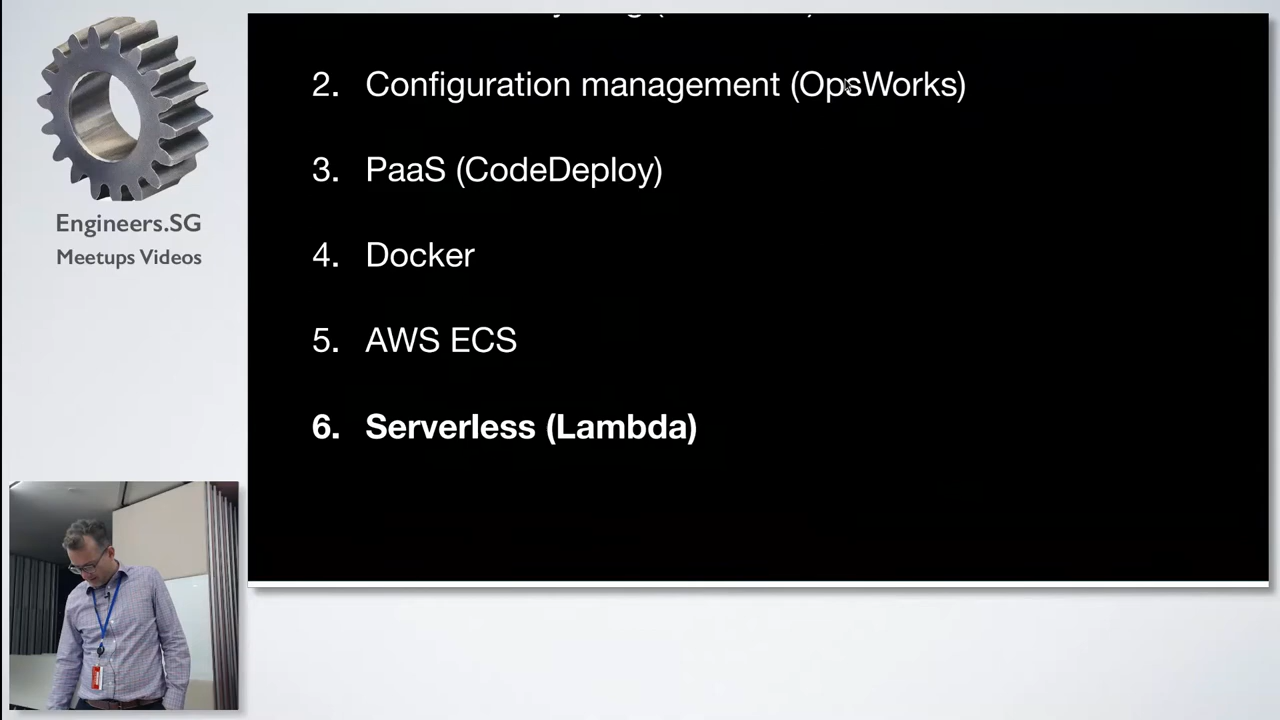 2. Configuration management (OpsWorks)
3. PaaS (CodeDeploy)
4. Docker
5. AWS ECS
6. Serverless (Lambda)
Engineers.SG
Meetups Videos